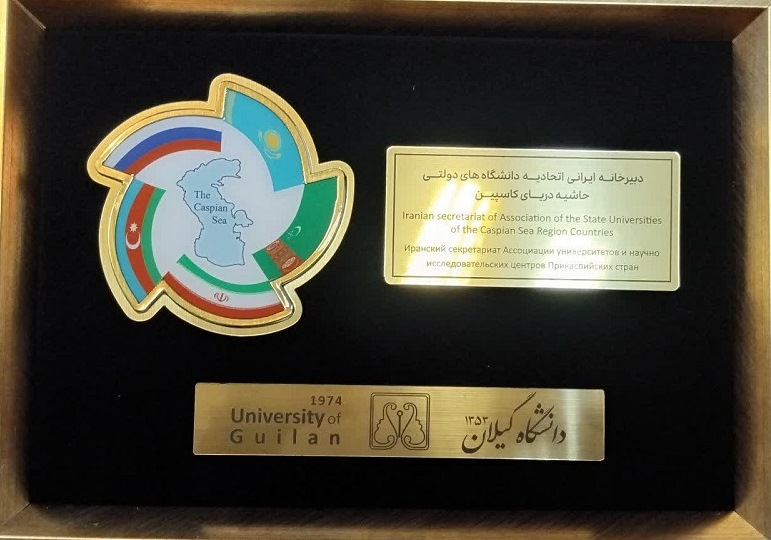 The
Caspian
Sea
دبیرخانه ایرانی اتحادیه دانشگاه های دولتی
حاشیه دریای کاسپین
Iranian secretariat of Association of the State Universities
of the Caspian Sea Region Countries
Иранский секретариат Ассоциации университетов и научно
исследовательских центров Прикаспийских стран
1974
University of
Guilan
۱۳۵۳
دانشگاه گیلان